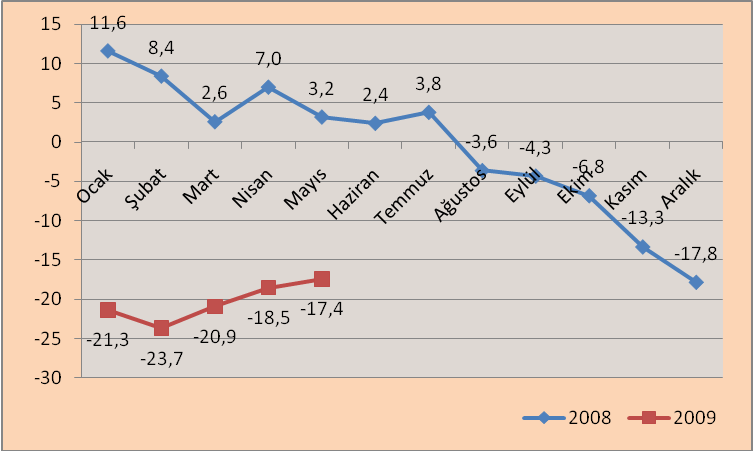 15
10
5
0
-5
-10
-15
-20
-25
-30
11,6
8,4
2,6
7,0
3,2
2,4
3,8
-3,6
-4,3
-6,8
-13,3
-17,8
Ocak
Şubat
Mart
Nisan
Mayıs
Haziran
Temmuz
Ağustos
Eylül
Ekim
Kasım
Aralık
-21,3
-23,7
-20,9
-18,5
-17,4
2008
2009